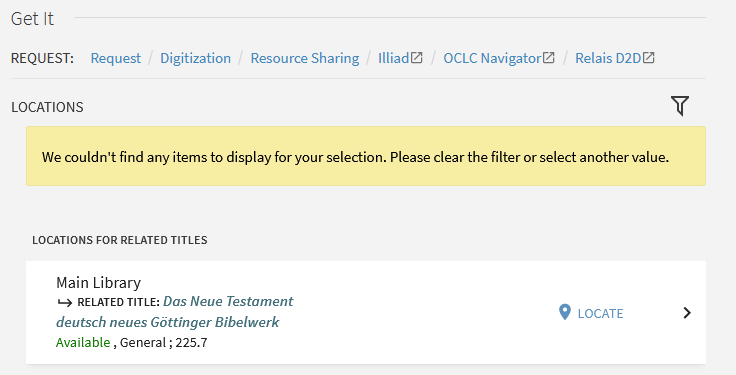 Get It
REQUEST: Request / Digitization / Resource Sharing / Illiad / OCLC Navigator / Relais D2D
LOCATIONS
We couldn't find any items to display for your selection. Please clear the filter or select another value.
LOCATIONS FOR RELATED TITLES
Main Library
RELATED TITLE: Das Neue Testament
deutsch neues Göttinger Bibelwerk
Available , General ; 225.7
LOCATE